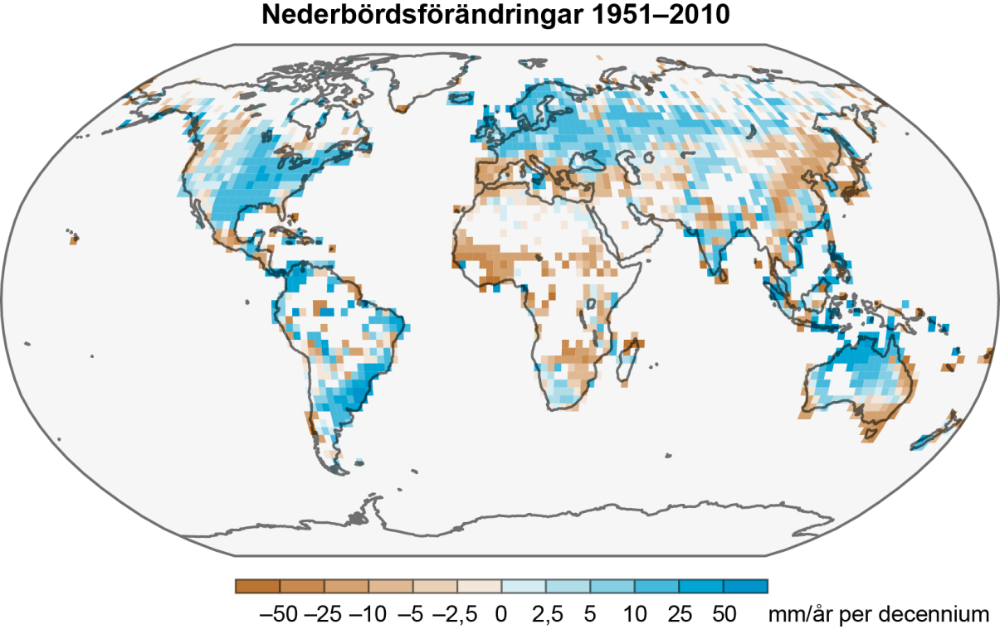 Nederbördsförändringar 1951–2010
–50 –25 –10 –5 –2,5 0 2,5 5 10 25 50 mm/år per decennium